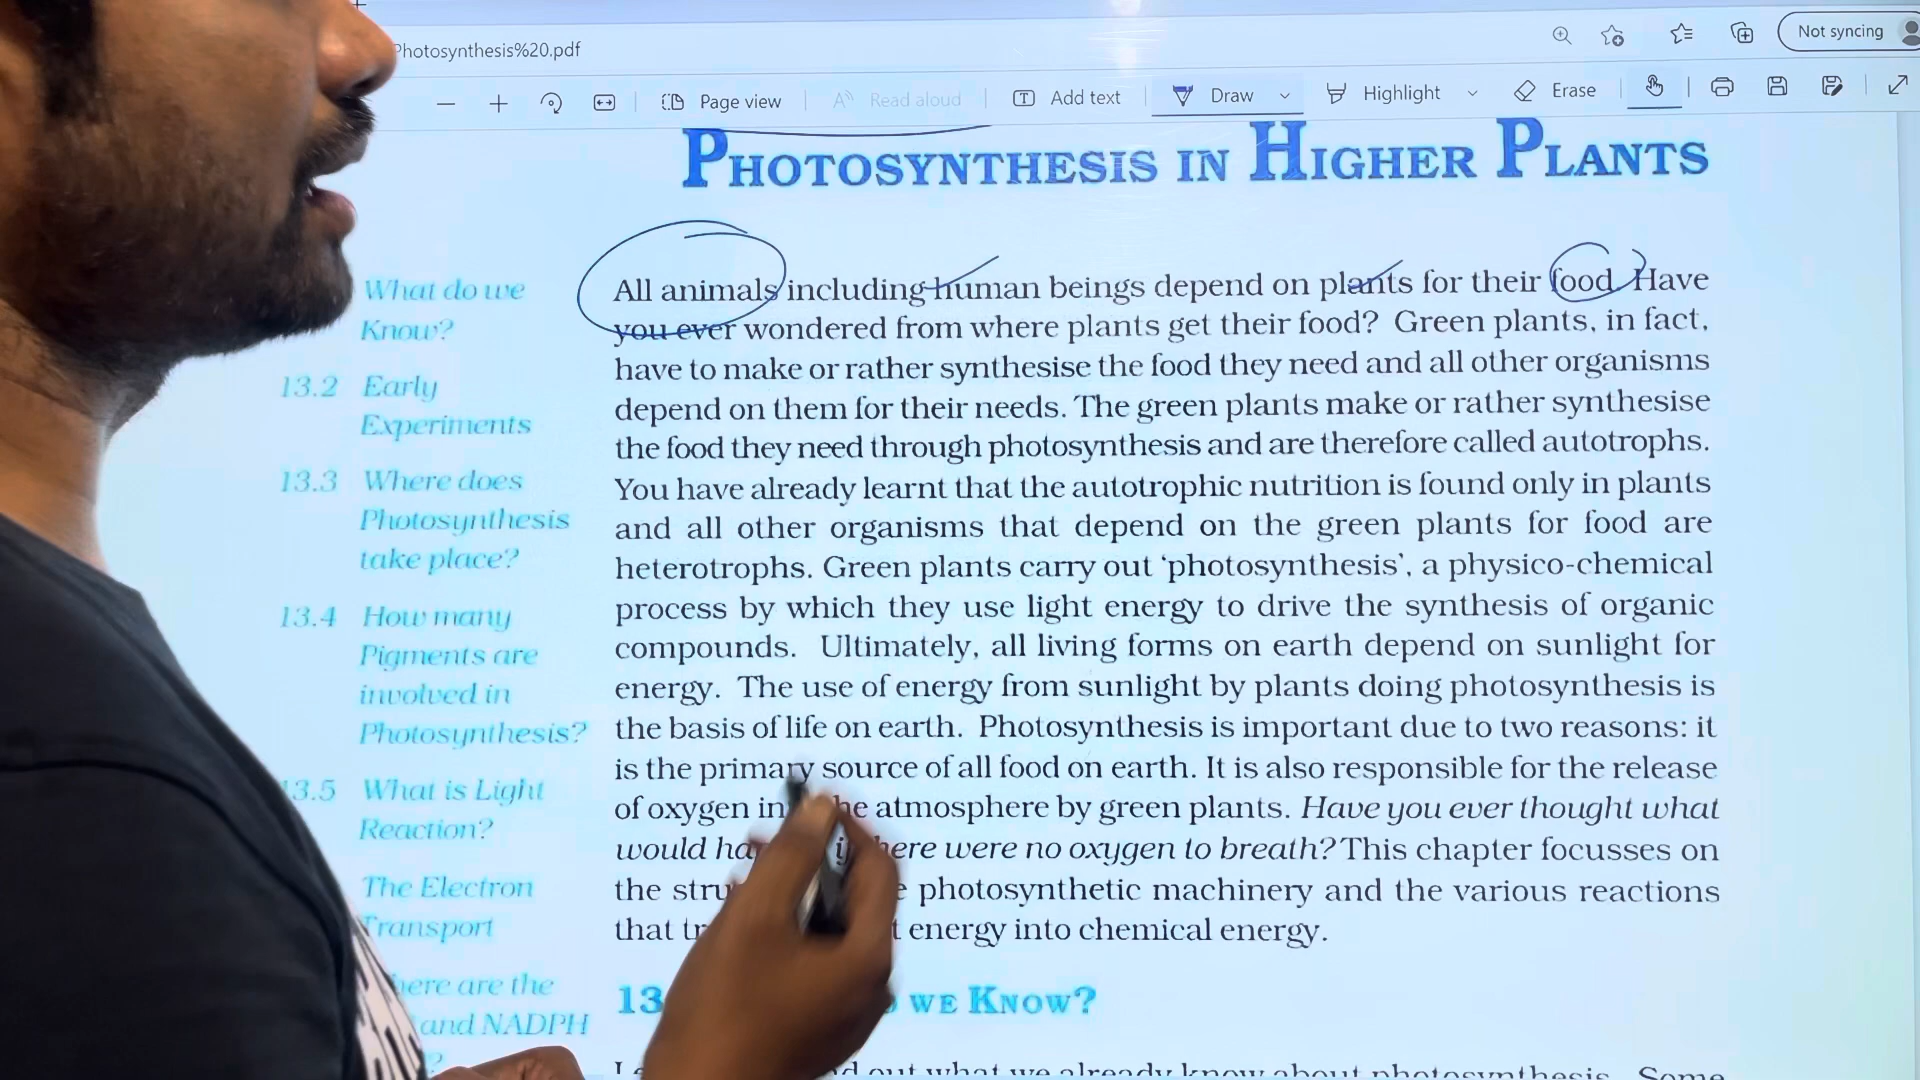 Photosynthesis%20.pdf
Not syncing
Page view
Read aloud
Add text
Draw
Highlight
Erase
PHOTOSYNTHESIS IN HIGHER PLANTS
What do we
Know?
13.2 Early
Experiments
13.3 Where does
Photosynthesis
take place?
13.4 How many
Pigments are
involved in
Photosynthesis?
13.5 What is Light
Reaction?
The Electron
Transport
are the
and NADPH
All animals including human beings depend on plants for their food. Have
you ever wondered from where plants get their food? Green plants, in fact,
have to make or rather synthesise the food they need and all other organisms
depend on them for their needs. The green plants make or rather synthesise
the food they need through photosynthesis and are therefore called autotrophs.
You have already learnt that the autotrophic nutrition is found only in plants
and all other organisms that depend on the green plants for food are
heterotrophs. Green plants carry out ‘photosynthesis’, a physico-chemical
process by which they use light energy to drive the synthesis of organic
compounds. Ultimately, all living forms on earth depend on sunlight for
energy. The use of energy from sunlight by plants doing photosynthesis is
the basis of life on earth. Photosynthesis is important due to two reasons: it
is the primary source of all food on earth. It is also responsible for the release
of oxygen atmosphere by green plants. Have you ever thought what
would were no oxygen to breath? This chapter focusses on
the photosynthetic machinery and the various reactions
that energy into chemical energy.
13 WE KNOW?
out what we already know about photosynthesis. Some